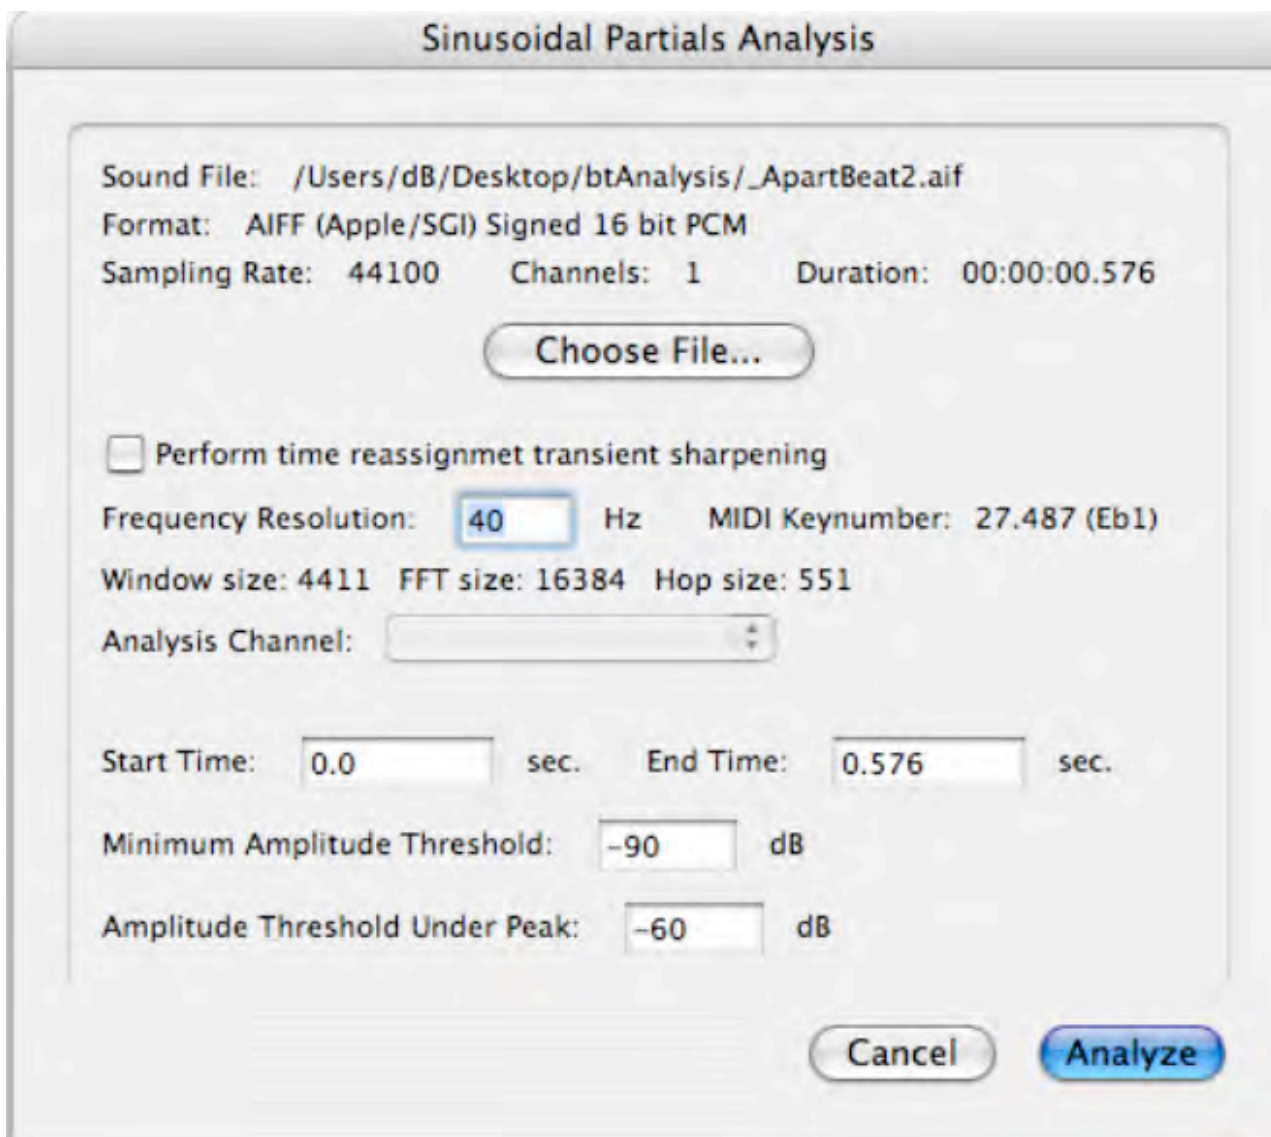 Sinusoidal Partials Analysis
Sound File: /Users/dB/Desktop/btAnalysis/_ApartBeat2.aif
Format: AIFF (Apple/SGI) Signed 16 bit PCM
Sampling Rate: 44100 Channels: 1 Duration: 00:00:00.576
Choose File...
Perform time reassignmet transient sharpening
Frequency Resolution: 40 Hz MIDI Keynumber: 27.487 (Eb1)
Window size: 4411 FFT size: 16384 Hop size: 551
Analysis Channel:
Start Time: 0.0 sec. End Time: 0.576 sec.
Minimum Amplitude Threshold: -90 dB
Amplitude Threshold Under Peak: -60 dB
Cancel Analyze